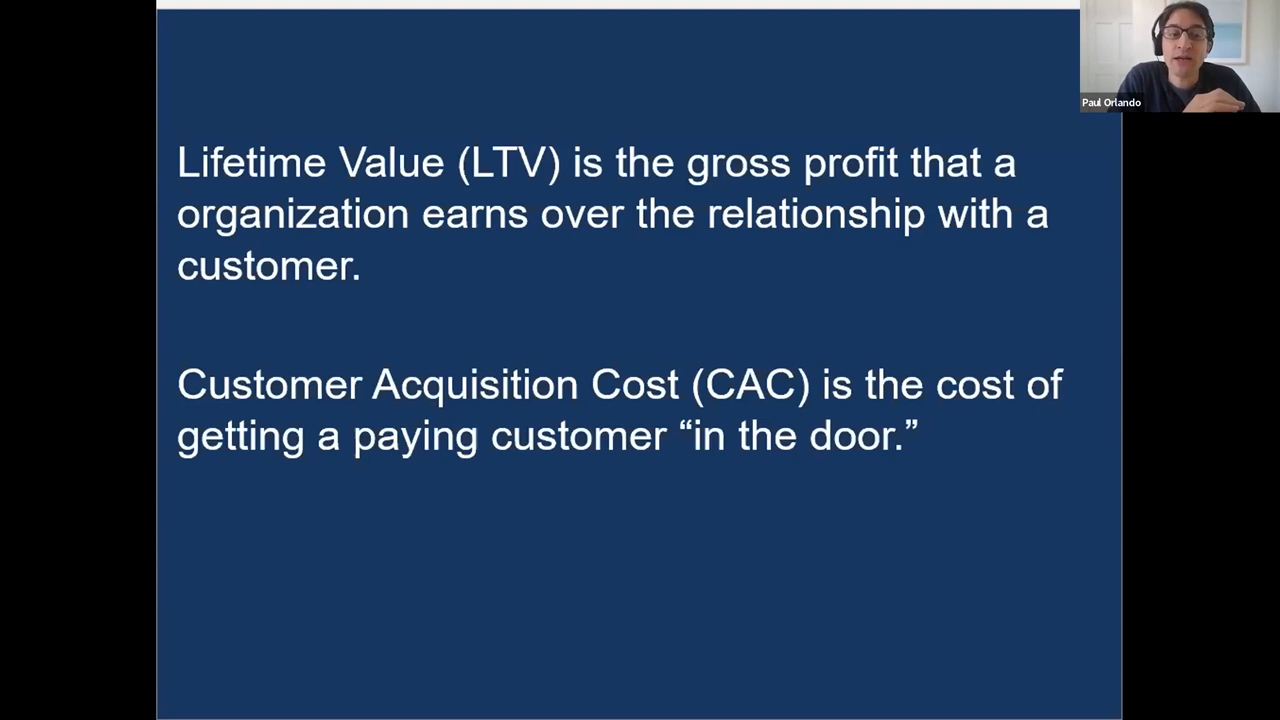 Lifetime Value (LTV) is the gross profit that a
organization earns over the relationship with a
customer.
Customer Acquisition Cost (CAC) is the cost of
getting a paying customer “in the door.”
Paul Orlando